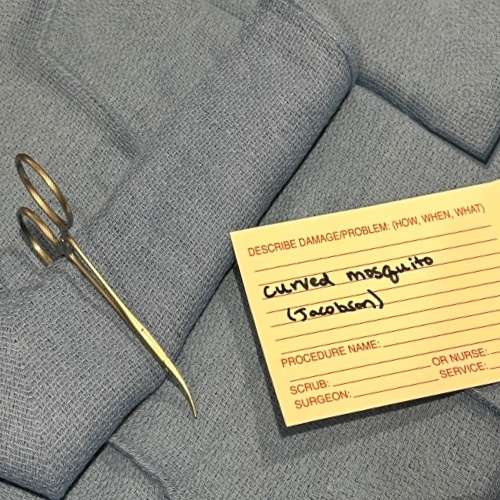 DESCRIBE DAMAGE/PROBLEM: (HOW, WHEN, WHAT)
curved mosquito
(Jacobson)
PROCEDURE NAME:
SCRUB: OR NURSE:
SURGEON: SERVICE: